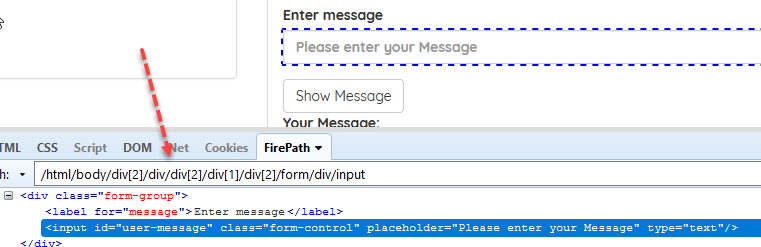 Enter message
Please enter your Message
Show Message
Your Message:
TML CSS Script DOM Net Cookies FirePath
h: /html/body/div[2]/div/div[2]/div[1]/div[2]/form/div/input
<div class="form-group">
<label for="message">Enter message</label>
<input id="user-message" class="form-control" placeholder="Please enter your Message" type="text"/>
</div>